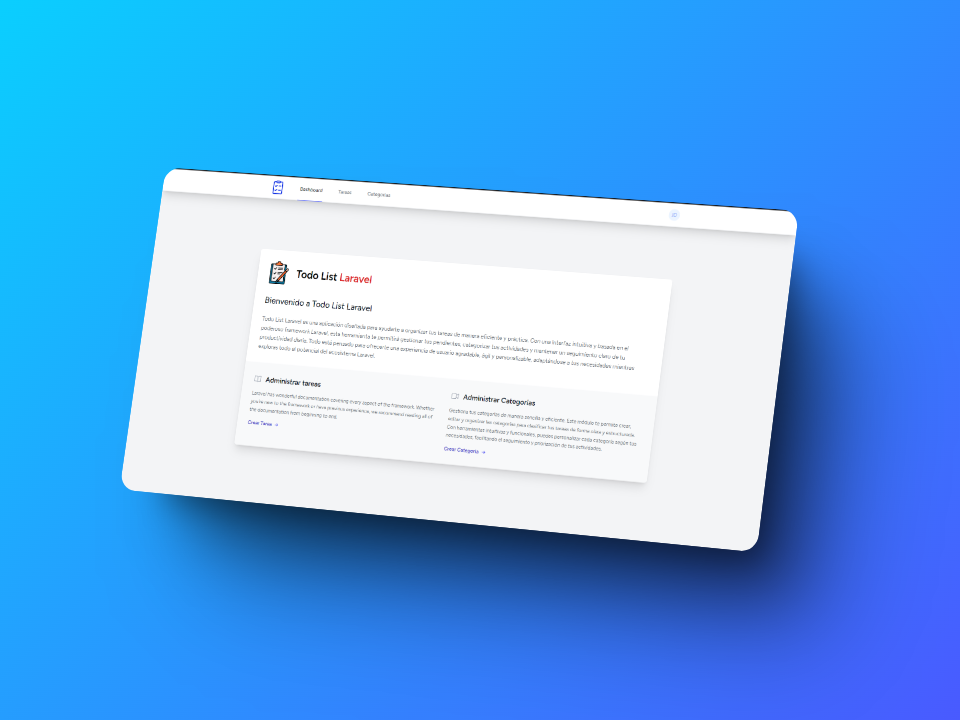 Dashboard Tareas Categorías
Todo List Laravel
Bienvenido a Todo List Laravel
Todo List Laravel es una aplicación diseñada para ayudarte a organizar tus tareas de manera eficiente y práctica. Con una interfaz intuitiva y basada en el
poderoso framework Laravel, esta herramienta te permitirá gestionar tus pendientes, categorizar tus actividades y mantener un seguimiento claro de tu
productividad diaria. Todo está pensado para ofrecerte una experiencia de usuario agradable, ágil y personalizable, adaptándose a tus necesidades mientras
exploras todo el potencial del ecosistema Laravel.
Administrar tareas
Laravel has wonderful documentation covering every aspect of the framework. Whether
you're new to the framework or have previous experience, we recommend reading all of
the documentation from beginning to end.
Crear Tarea →
Administrar Categorías
Gestiona tus categorías de manera sencilla y eficiente. Este módulo te permite crear,
editar y organizar las categorías para clasificar tus tareas de forma clara y estructurada.
Con herramientas intuitivas y funcionales, puedes personalizar cada categoría según tus
necesidades, facilitando el seguimiento y priorización de tus actividades.
Crear Categoría →